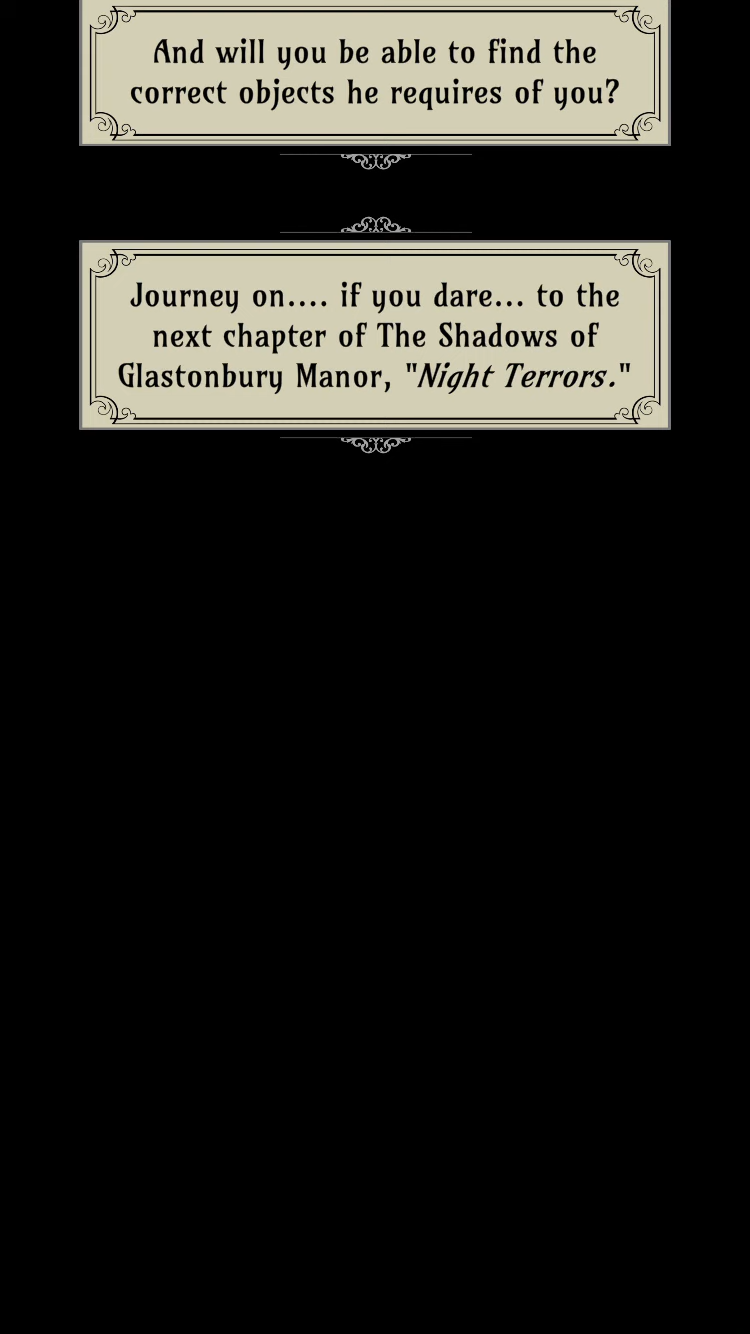 And will you be able to find the
correct objects he requires of you?
Journey on.... if you dare... to the
next chapter of The Shadows of
Glastonbury Manor, "Night Terrors."